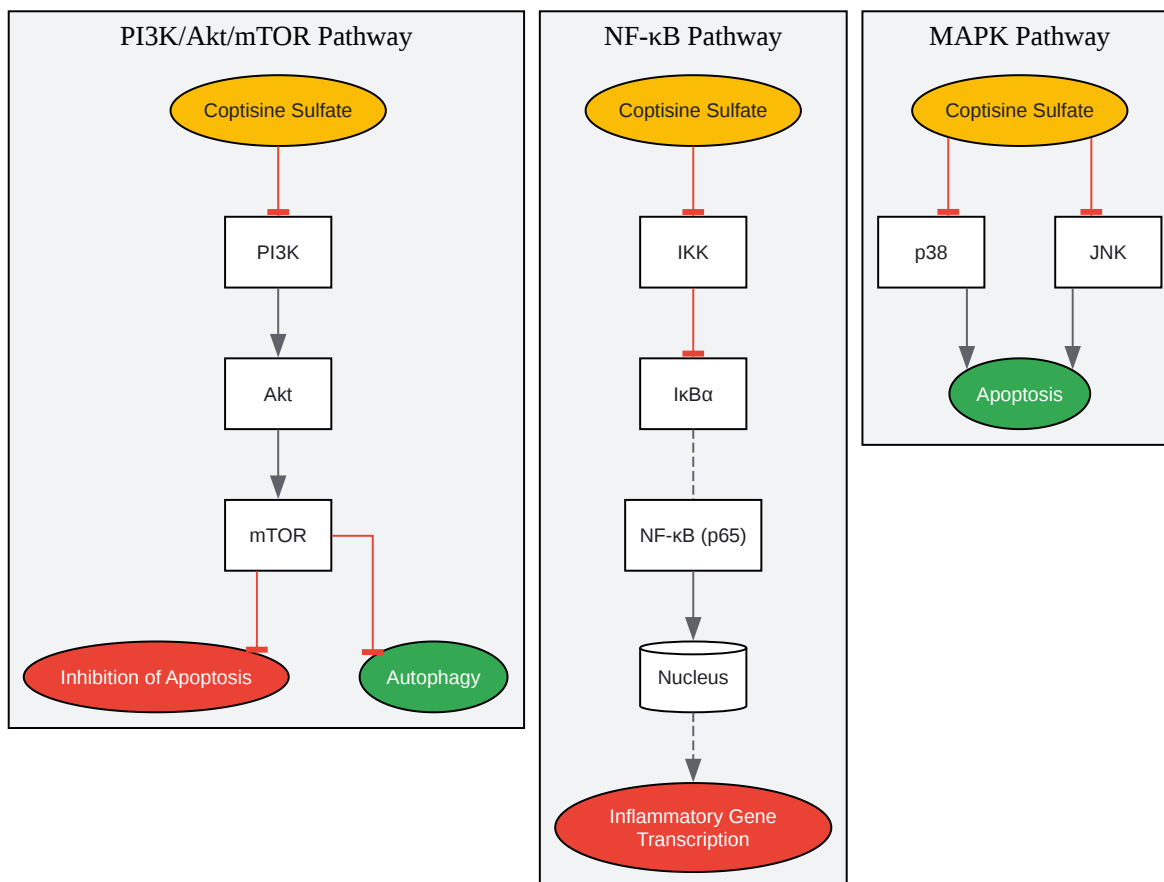 PI3K/Akt/mTOR Pathway
Coptisine Sulfate
PI3K
Akt
mTOR
Inhibition of Apoptosis
Autophagy
NF-κB Pathway
Coptisine Sulfate
IKK
IκBα
NF-κB (p65)
Nucleus
Inflammatory Gene
Transcription
MAPK Pathway
Coptisine Sulfate
p38
JNK
Apoptosis